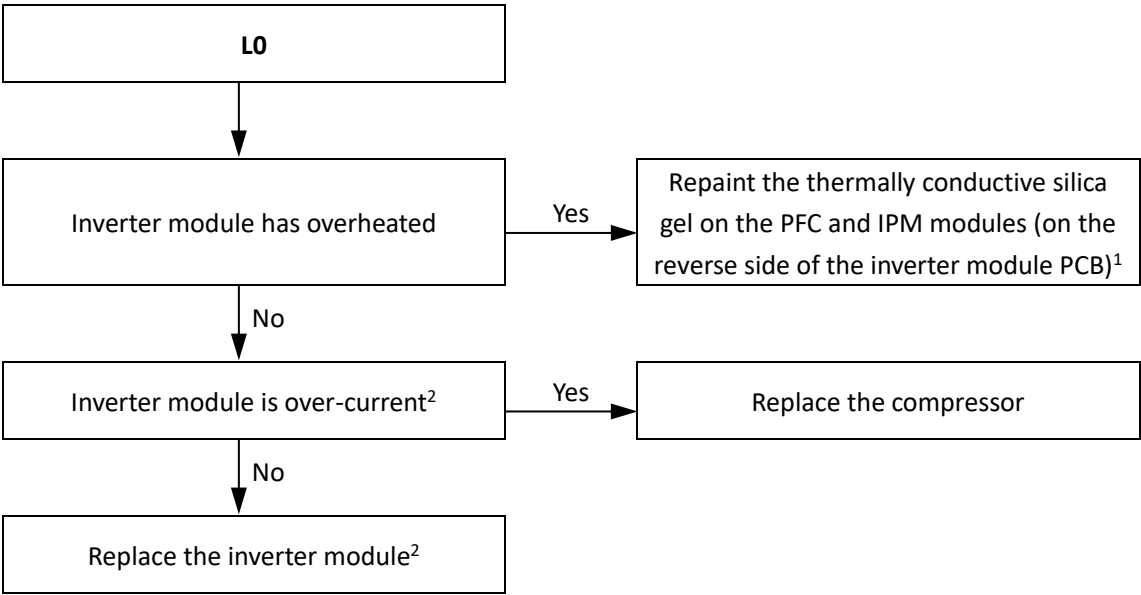 L0
Inverter module has overheated
Yes
Repaint the thermally conductive silica
gel on the PFC and IPM modules (on the
reverse side of the inverter module PCB)¹
No
Inverter module is over-current²
Yes
Replace the compressor
No
Replace the inverter module²